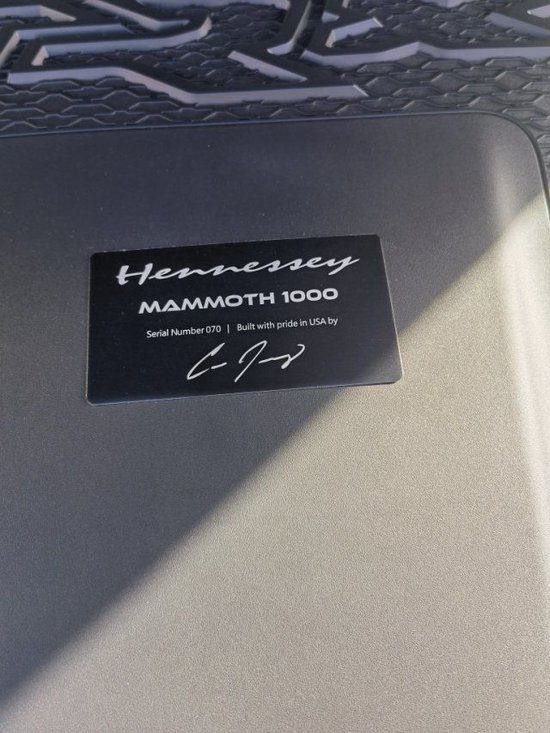 Hennessey
MAMMOTH 1000
Serial Number 070 | Built with pride in USA by